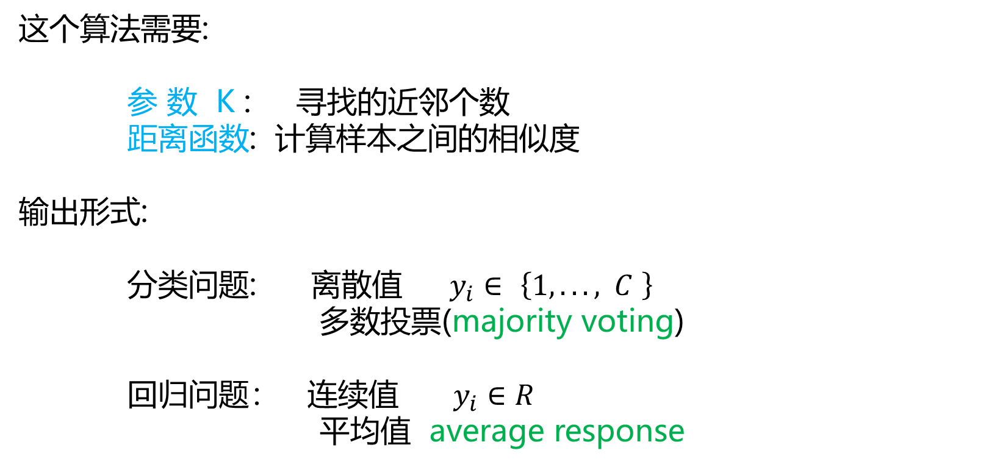 这个算法需要:
参 数 K : 寻找的近邻个数
距离函数: 计算样本之间的相似度
输出形式:
分类问题: 离散值 yᵢ ∈ {1,..., C }
多数投票(majority voting)
回归问题: 连续值 yᵢ ∈ R
平均值 average response